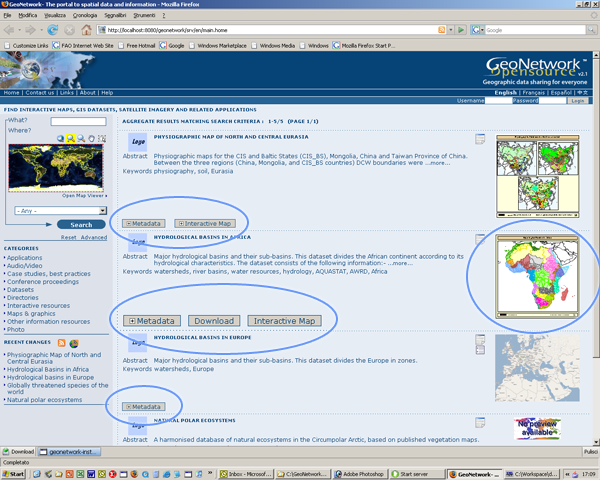 GeoNetwork - The portal to spatial data and information - Mozilla Firefox
File Modifica Visualizza Cronologia Segnalibri Strumenti ?
http://localhost:8080/geonetwork/srv/en/main.home
Google
Customize Links FAO Internet Web Site Free Hotmail Google Windows Marketplace Windows Media Windows Mozilla Firefox Start P...
GeoNetwork
opensource v2.1
Geographic data sharing for everyone
Home | Contact us | Links | About | Help
English | Français | Español | 中文
Username Password Login
FIND INTERACTIVE MAPS, GIS DATASETS, SATELLITE IMAGERY AND RELATED APPLICATIONS
What?
Where?
Open Map Viewer
- Any -
Search
Reset Advanced
CATEGORIES
Applications
Audio/Video
Case studies, best practices
Conference proceedings
Datasets
Directories
Interactive resources
Maps & graphics
Other information resources
Photo
RECENT CHANGES
Physiographic Map of North and
Central Eurasia
Hydrological Basins in Africa
Hydrological basins in Europe
Globally threatened species of the
world
Natural polar ecosystems
AGGREGATE RESULTS MATCHING SEARCH CRITERIA : 1-5/5 (PAGE 1/1)
Logo
PHYSIOGRAPHIC MAP OF NORTH AND CENTRAL EURASIA
Abstract Physiographic maps for the CIS and Baltic States (CIS_BS), Mongolia, China and Taiwan Province of China.
Between the three regions (China, Mongolia, and CIS_BS countries) DCW boundaries were ...more...
Keywords physiography, soil, Eurasia
Metadata Interactive Map
Logo
HYDROLOGICAL BASINS IN AFRICA
Abstract Major hydrological basins and their sub-basins. This dataset divides the African continent according to its
hydrological characteristics. The dataset consists of the following information:- ...more...
Keywords watersheds, river basins, water resources, hydrology, AQUASTAT, AWRD, Africa
Metadata Download Interactive Map
HYDROLOGICAL BASINS IN EUROPE
Abstract Major hydrological basins and their sub-basins. This dataset divides the Europe in zones.
Keywords watersheds, Europe
Metadata
Logo
NATURAL POLAR ECOSYSTEMS
Abstract A harmonised database of natural ecosystems in the Circumpolar Arctic, based on published vegetation maps.
No preview
available
Download geonetwork-inst... Pulisci
Completato
Start Inbox - Microsof... C:\GeoNetwork... Adobe Photoshop Start server GeoNetwork-... C:\Workspace\d... 17:09